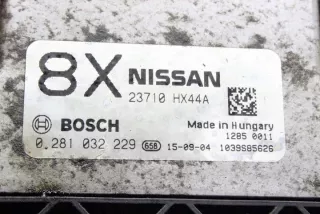 8X NISSAN
23710 HX44A
BOSCH Made in Hungary
1285 0011
0 281 032 229 658 15-09-04 1039S85626